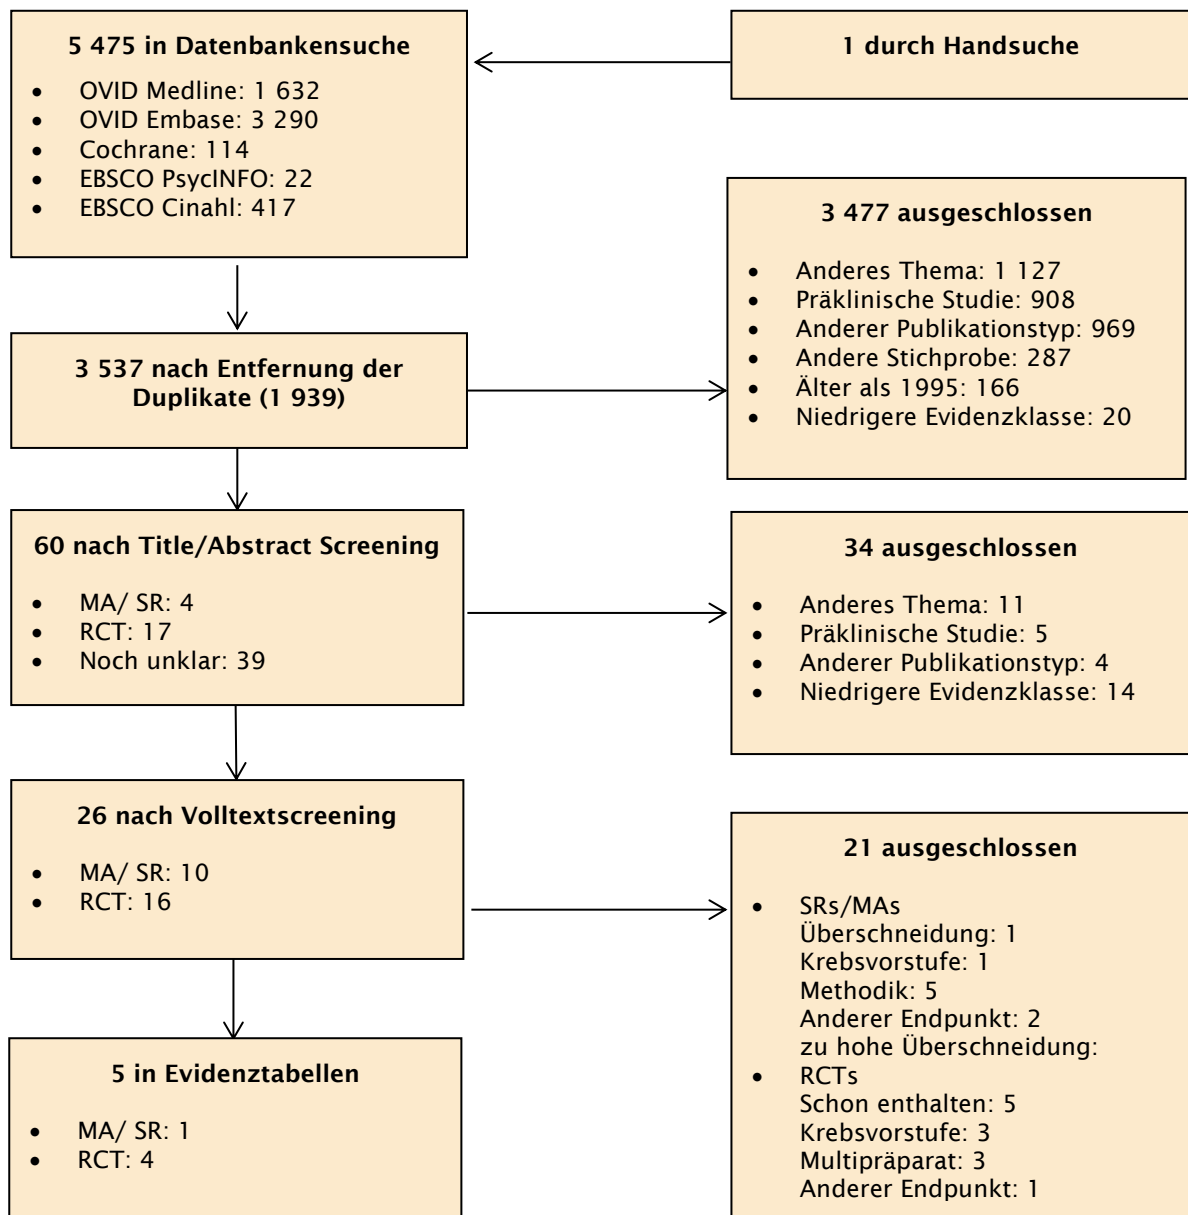 5 475 in Datenbankensuche
• OVID Medline: 1 632
• OVID Embase: 3 290
• Cochrane: 114
• EBSCO PsycINFO: 22
• EBSCO Cinahl: 417
1 durch Handsuche
3 537 nach Entfernung der
Duplikate (1 939)
3 477 ausgeschlossen
• Anderes Thema: 1 127
• Präklinische Studie: 908
• Anderer Publikationstyp: 969
• Andere Stichprobe: 287
• Älter als 1995: 166
• Niedrigere Evidenzklasse: 20
60 nach Title/Abstract Screening
• MA/ SR: 4
• RCT: 17
• Noch unklar: 39
34 ausgeschlossen
• Anderes Thema: 11
• Präklinische Studie: 5
• Anderer Publikationstyp: 4
• Niedrigere Evidenzklasse: 14
26 nach Volltextscreening
• MA/ SR: 10
• RCT: 16
21 ausgeschlossen
• SRs/MAs
Überschneidung: 1
Krebsvorstufe: 1
Methodik: 5
Anderer Endpunkt: 2
zu hohe Überschneidung:
• RCTs
Schon enthalten: 5
Krebsvorstufe: 3
Multipräparat: 3
Anderer Endpunkt: 1
5 in Evidenztabellen
• MA/ SR: 1
• RCT: 4